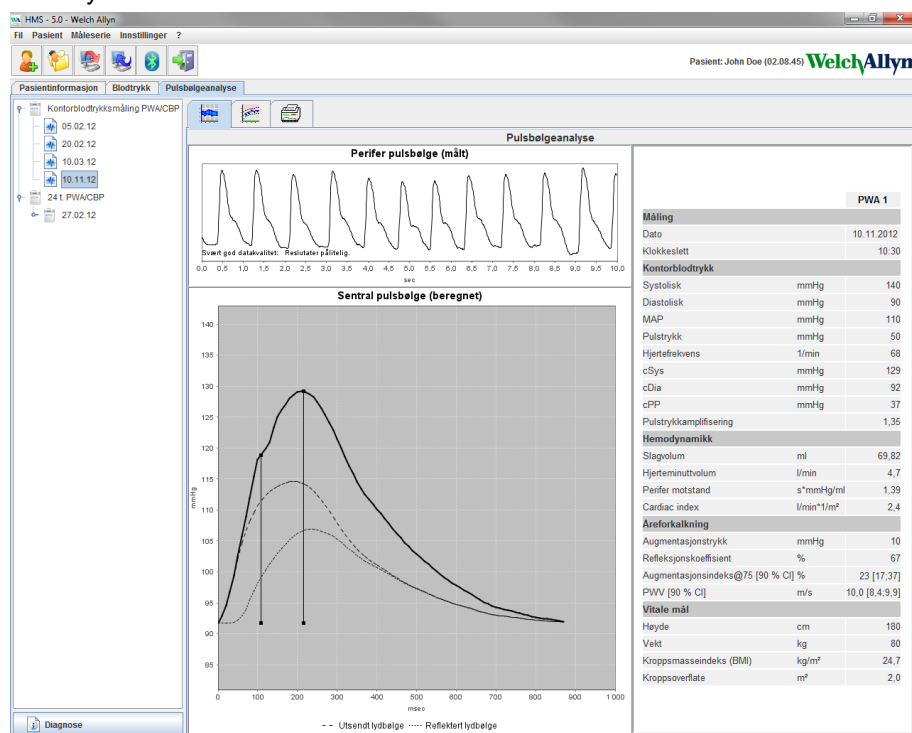 HMS - 5.0 - Welch Allyn
Fil Pasient Måleserie Innstillinger ?
Pasient: John Doe (02.08.45) WelchAllyn
Pasientinformasjon Blodtrykk Pulsbølgeanalyse
Kontorblodtrykksmåling PWA/CBP
05.02.12
20.02.12
10.03.12
10.11.12
24 t. PWA/CBP
27.02.12
Diagnose
Pulsbølgeanalyse
Perifer pulsbølge (målt)
Svært god datakvalitet: Reslutater pålitelig.
0,0 0,5 1,0 1,5 2,0 2,5 3,0 3,5 4,0 4,5 5,0 5,5 6,0 6,5 7,0 7,5 8,0 8,5 9,0 9,5 10,0
sec
Sentral pulsbølge (beregnet)
140
135
130
125
120
115
110
105
100
95
90
85
mmHg
0 100 200 300 400 500 600 700 800 900 1 000
msec
Utsendt lydbølge Reflektert lydbølge
PWA 1
Måling
Dato 10.11.2012
Klokkeslett 10:30
Kontorblodtrykk
Systolisk mmHg 140
Diastolisk mmHg 90
MAP mmHg 110
Pulstrykk mmHg 50
Hjertefrekvens 1/min 68
cSys mmHg 129
cDia mmHg 92
cPP mmHg 37
Pulstrykkamplifisering 1,35
Hemodynamikk
Slagvolum ml 69,82
Hjerteminuttvolum l/min 4,7
Perifer motstand s*mmHg/ml 1,39
Cardiac index l/min*1/m² 2,4
Åreforkalkning
Augmentasjonstrykk mmHg 10
Refleksjonskoeffisient % 67
Augmentasjonsindeks@75 [90 % CI] % 23 [17;37]
PWV [90 % CI] m/s 10,0 [8,4;9,9]
Vitale mål
Høyde cm 180
Vekt kg 80
Kroppsmasseindeks (BMI) kg/m² 24,7
Kroppsoverflate m² 2,0